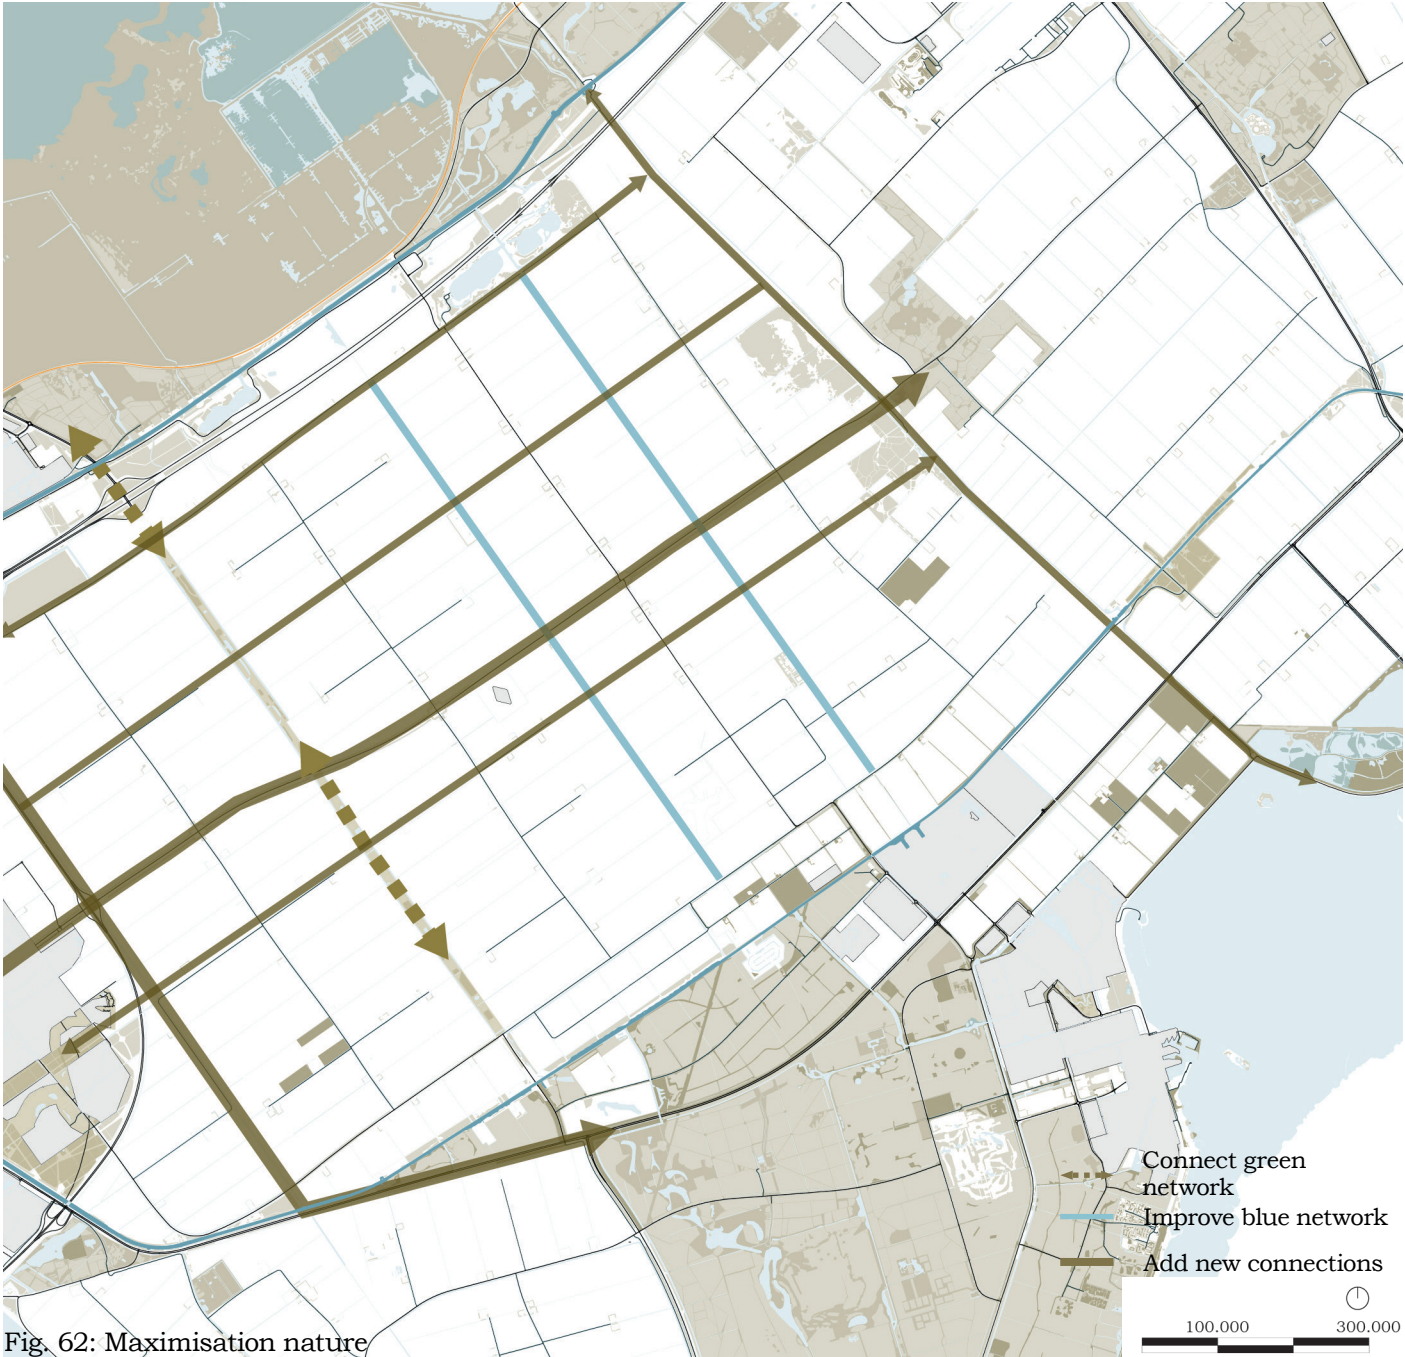 Connect green
network
Improve blue network
Add new connections
100.000 300.000
Fig. 62: Maximisation nature